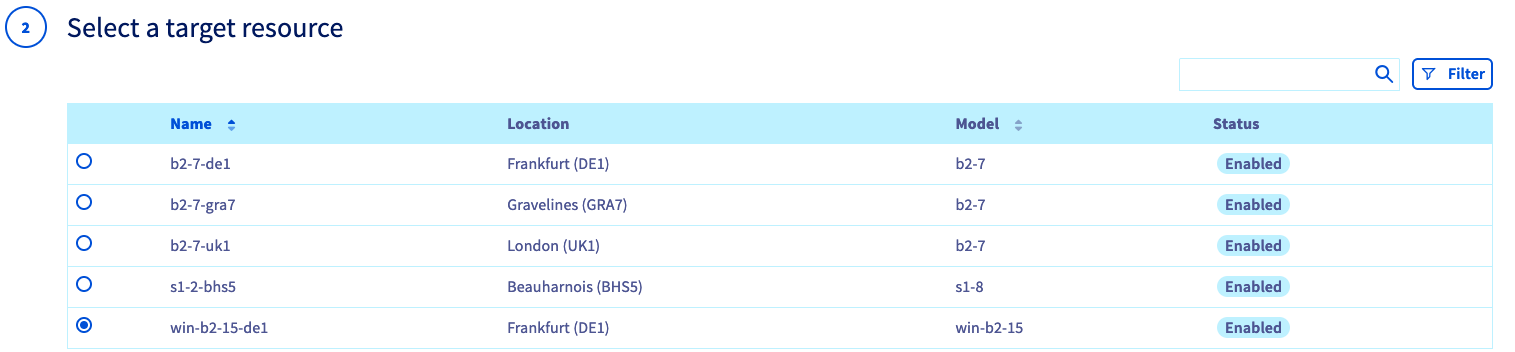 2 Select a target resource
Filter
Name Location Model Status
b2-7-de1 Frankfurt (DE1) b2-7 Enabled
b2-7-gra7 Gravelines (GRA7) b2-7 Enabled
b2-7-uk1 London (UK1) b2-7 Enabled
s1-2-bhs5 Beauharnois (BHS5) s1-8 Enabled
win-b2-15-de1 Frankfurt (DE1) win-b2-15 Enabled